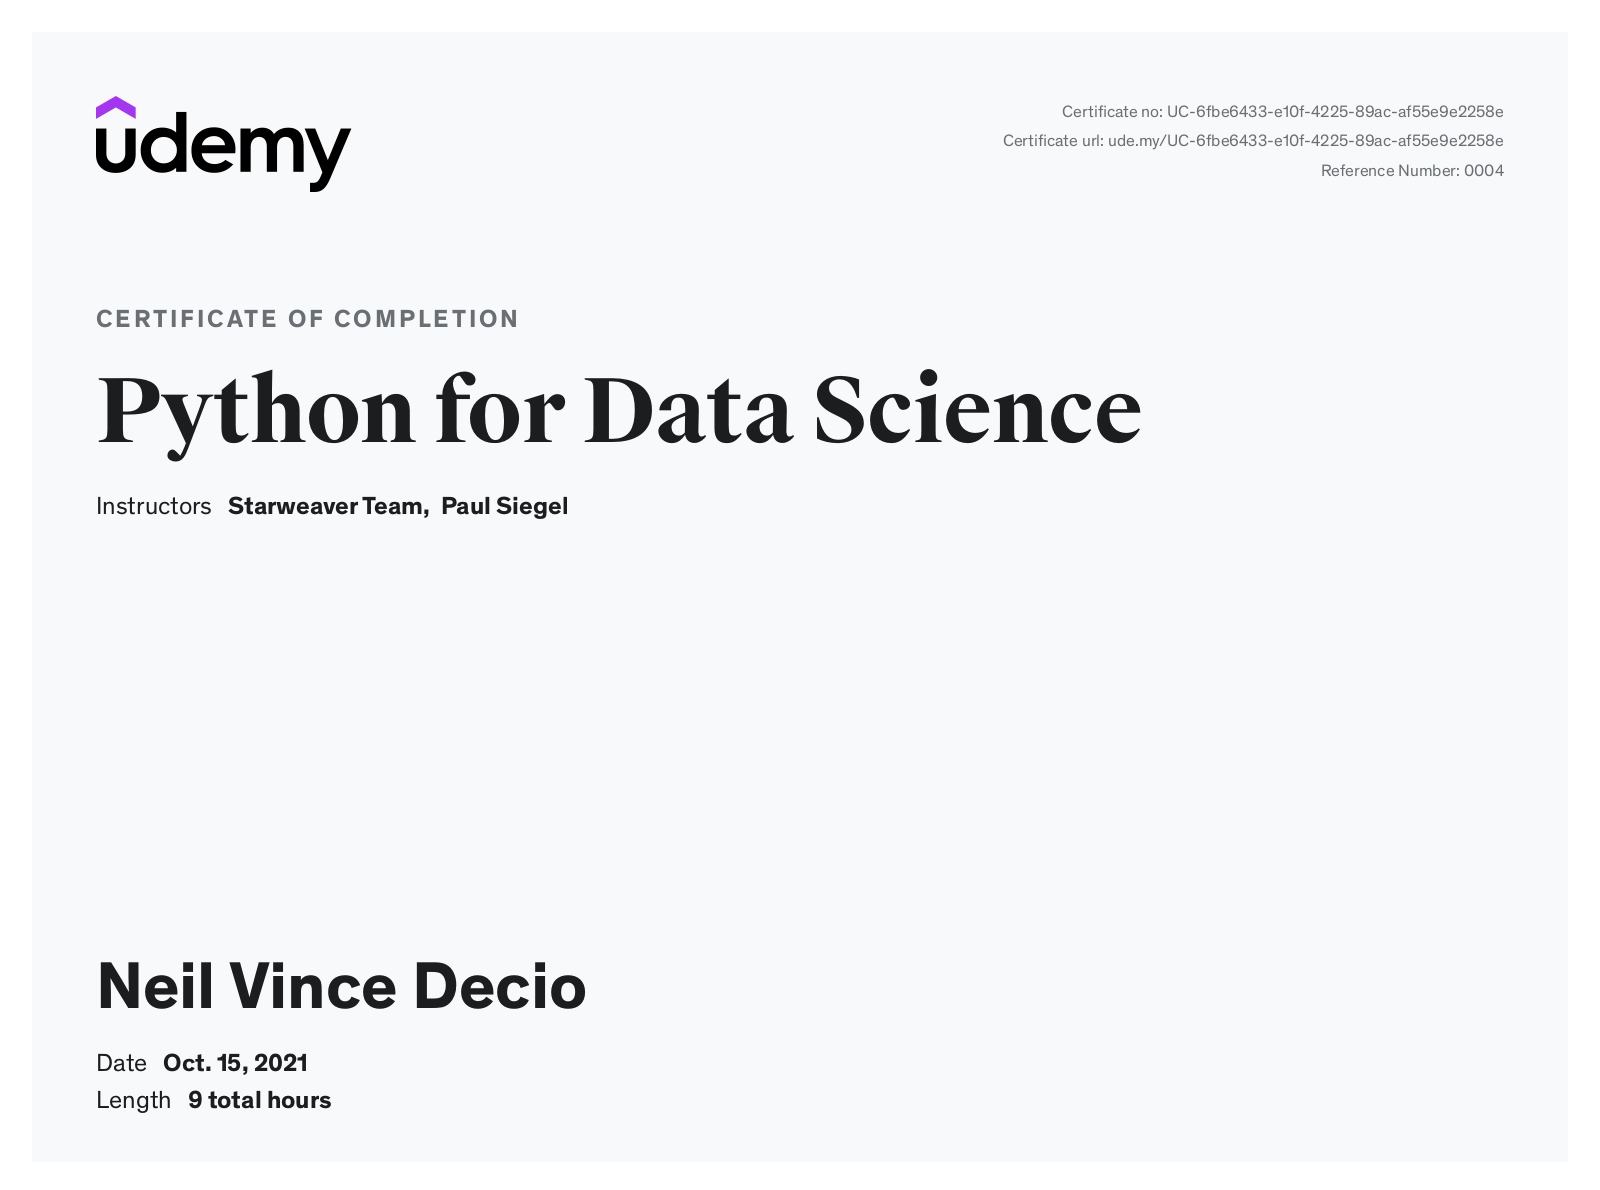 udemy
Certificate no: UC-6fbe6433-e10f-4225-89ac-af55e9e2258e
Certificate url: ude.my/UC-6fbe6433-e10f-4225-89ac-af55e9e2258e
Reference Number: 0004
CERTIFICATE OF COMPLETION
Python for Data Science
Instructors Starweaver Team, Paul Siegel
Neil Vince Decio
Date Oct. 15, 2021
Length 9 total hours